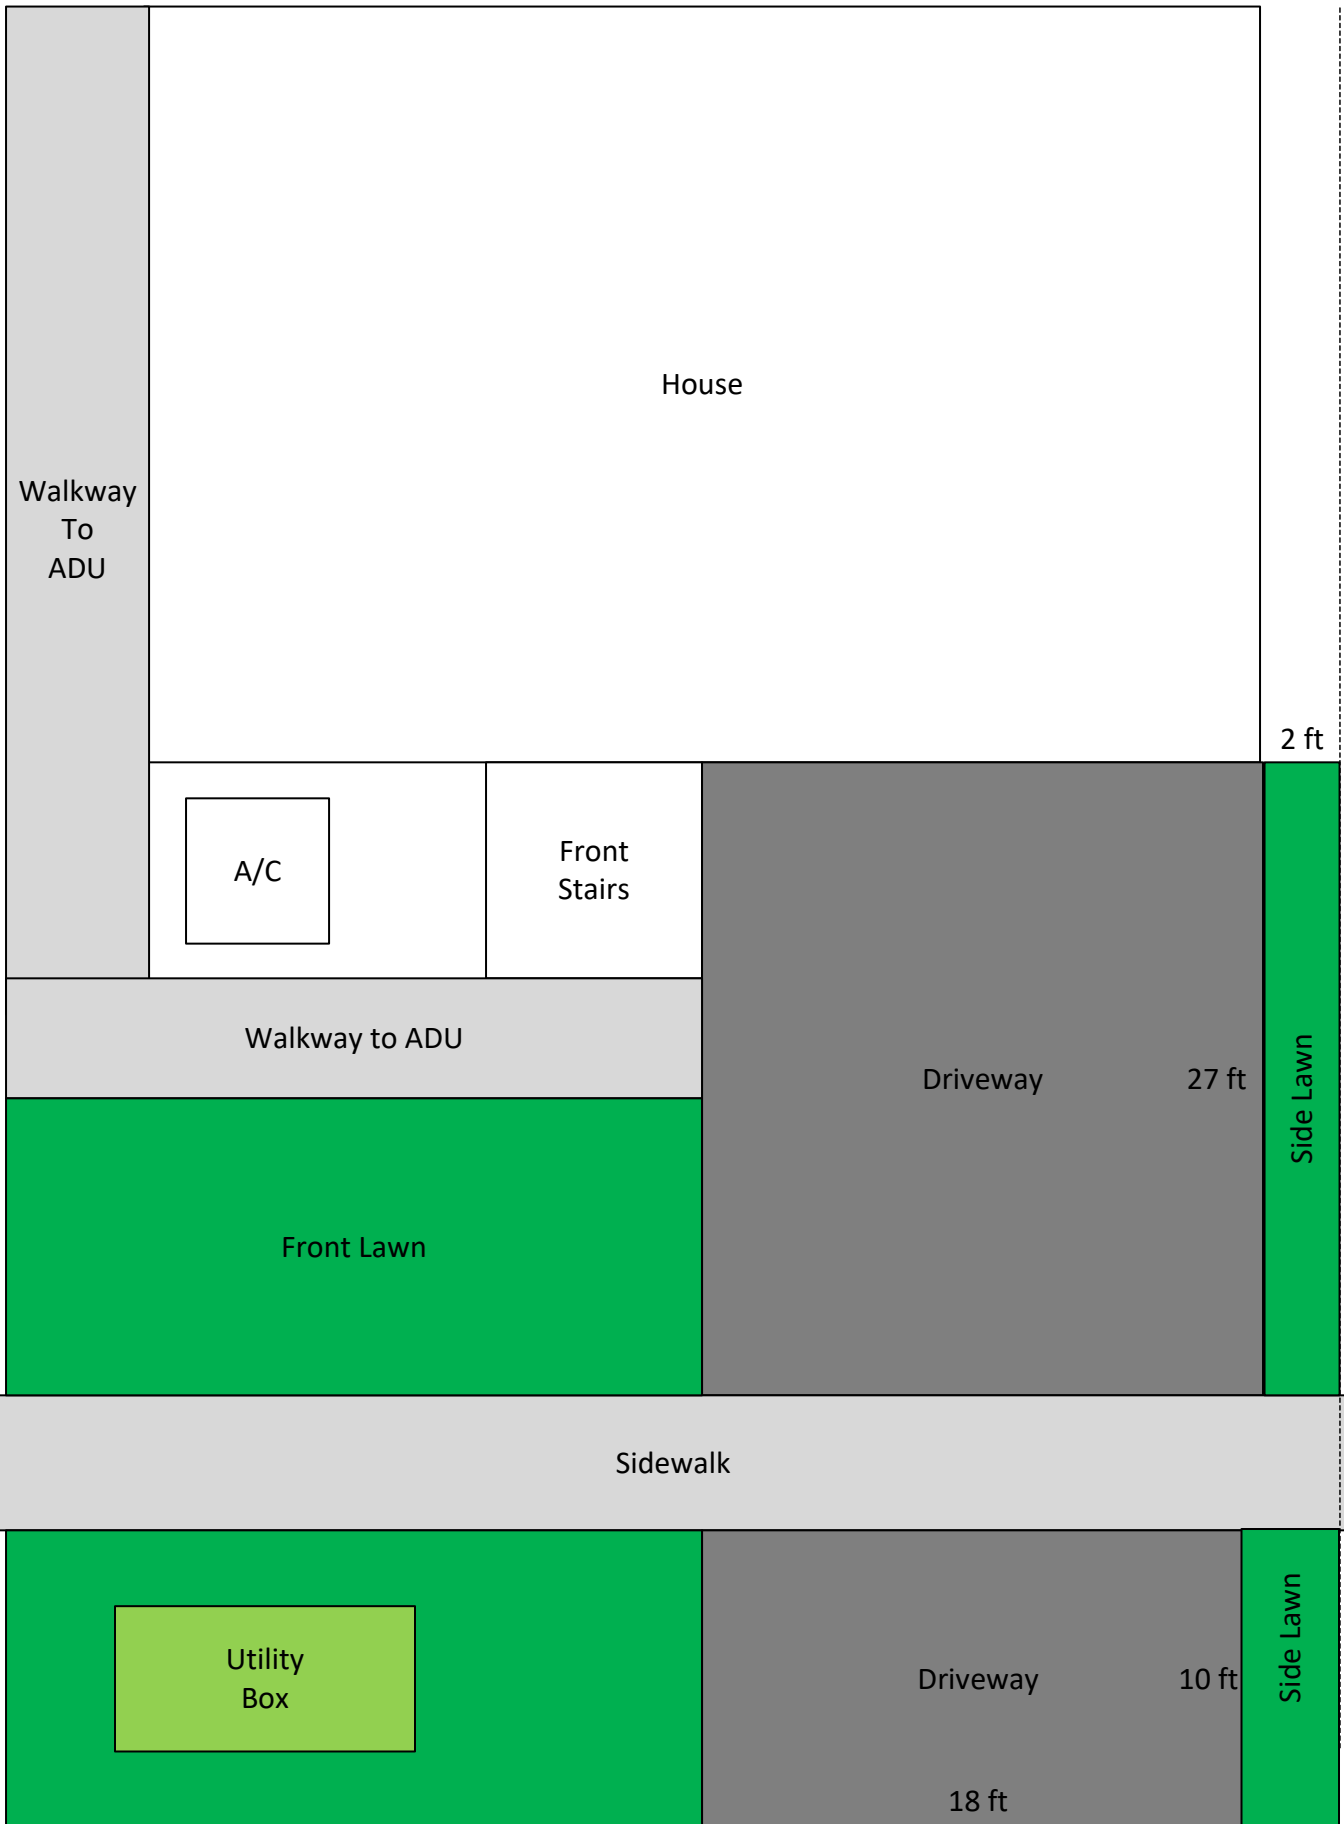 House
Walkway
To
ADU
2 ft
A/C
Front
Stairs
Walkway to ADU
Driveway
27 ft
Side Lawn
Front Lawn
Sidewalk
Utility
Box
Driveway
10 ft
Side Lawn
18 ft